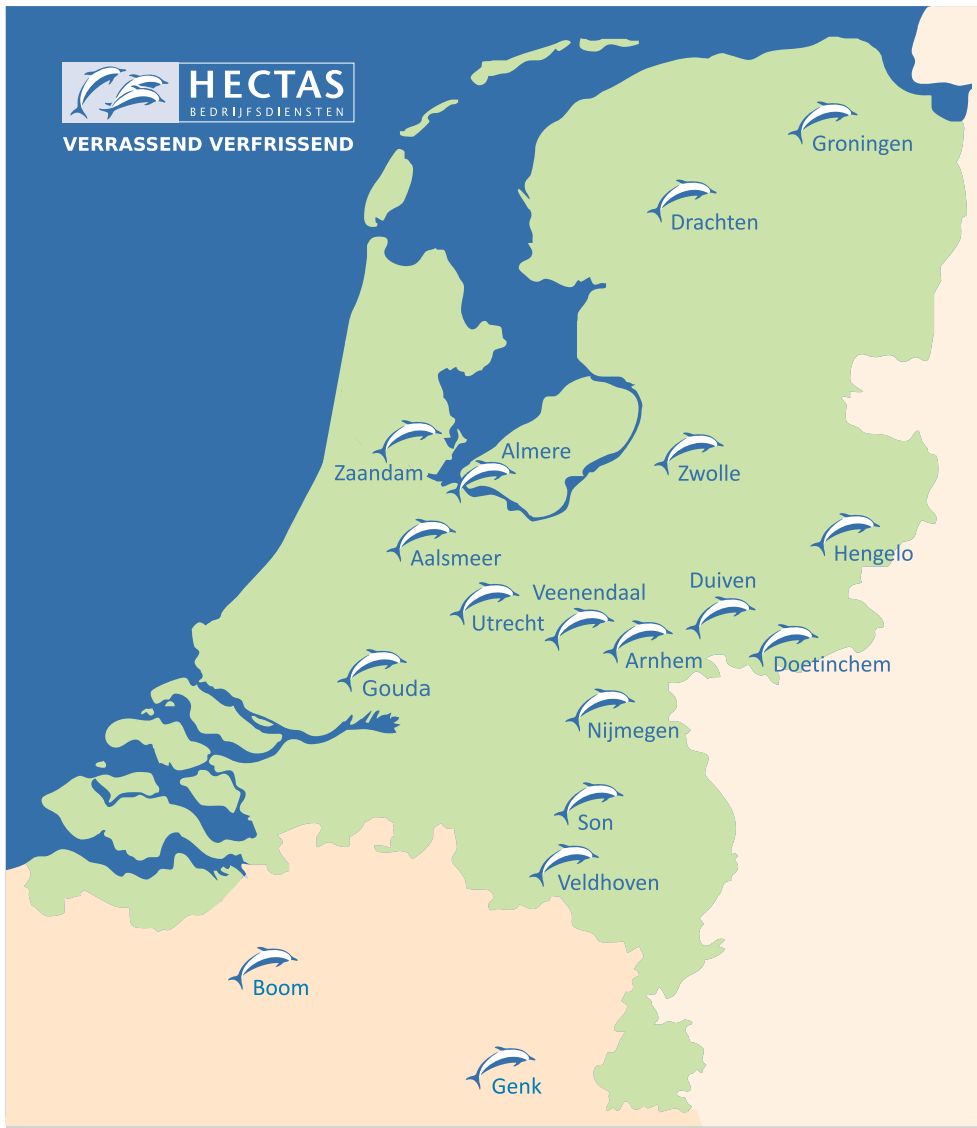 HECTAS
BEDRIJFSDIENSTEN
VERRASSEND VERFRISSEND
Groningen
Drachten
Almere
Zaandam
Zwolle
Aalsmeer
Hengelo
Duiven
Veenendaal
Utrecht
Arnhem
Doetinchem
Gouda
Nijmegen
Son
Veldhoven
Boom
Genk